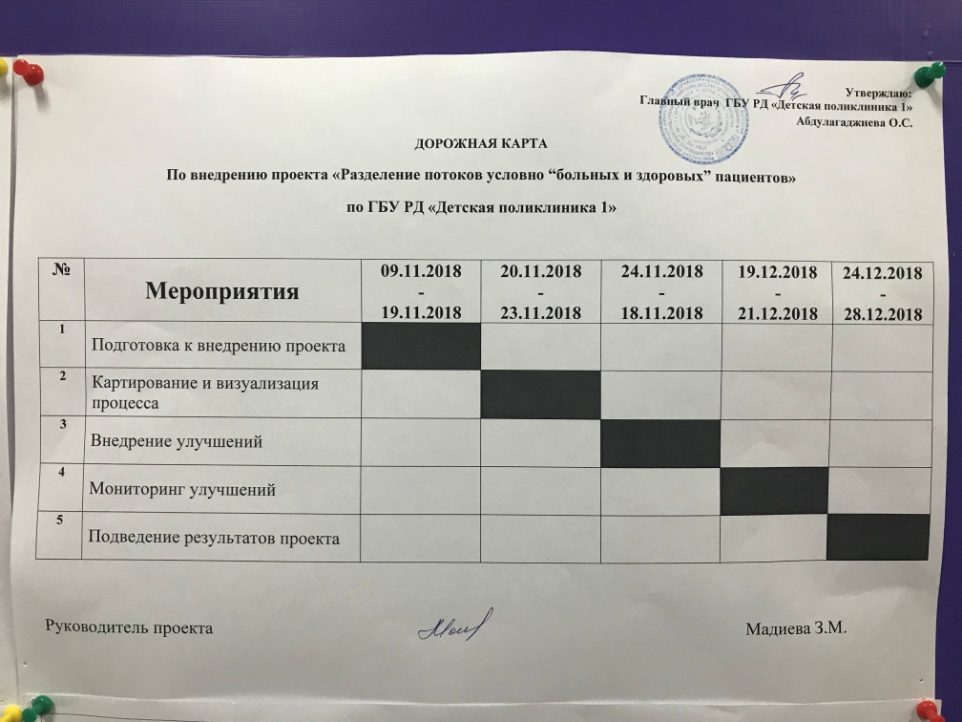 Утверждаю:
Главный врач ГБУ РД «Детская поликлиника 1»
Абдулагаджиева О.С.
ДОРОЖНАЯ КАРТА
По внедрению проекта «Разделение потоков условно “больных и здоровых” пациентов»
по ГБУ РД «Детская поликлиника 1»
№
Мероприятия
09.11.2018
-
19.11.2018
20.11.2018
-
23.11.2018
24.11.2018
-
18.11.2018
19.12.2018
-
21.12.2018
24.12.2018
-
28.12.2018
1
Подготовка к внедрению проекта
2
Картирование и визуализация
процесса
3
Внедрение улучшений
4
Мониторинг улучшений
5
Подведение результатов проекта
Руководитель проекта
Мадиева З.М.